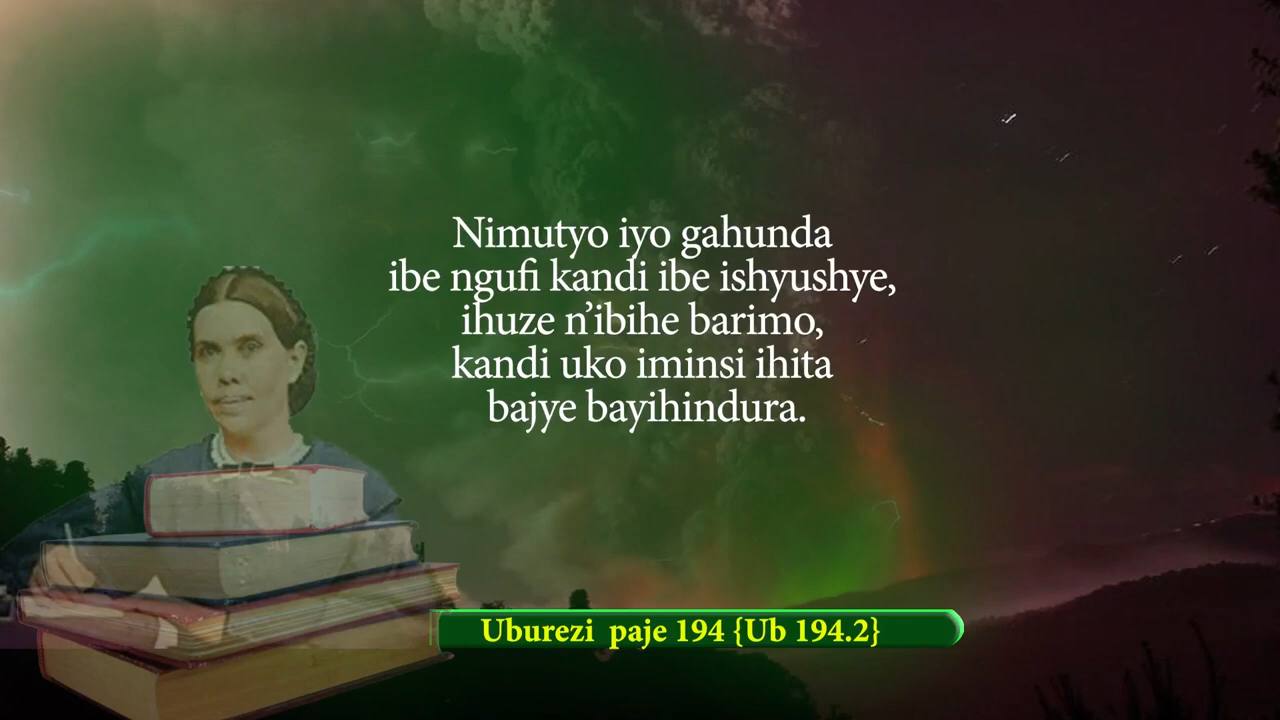 Nimutyo iyo gahunda
ibe ngufi kandi ibe ishyushye,
ihuze n’ibihe barimo,
kandi uko iminsi ihita
bajye bayihindura.
Uburezi paje 194 {Ub 194.2}